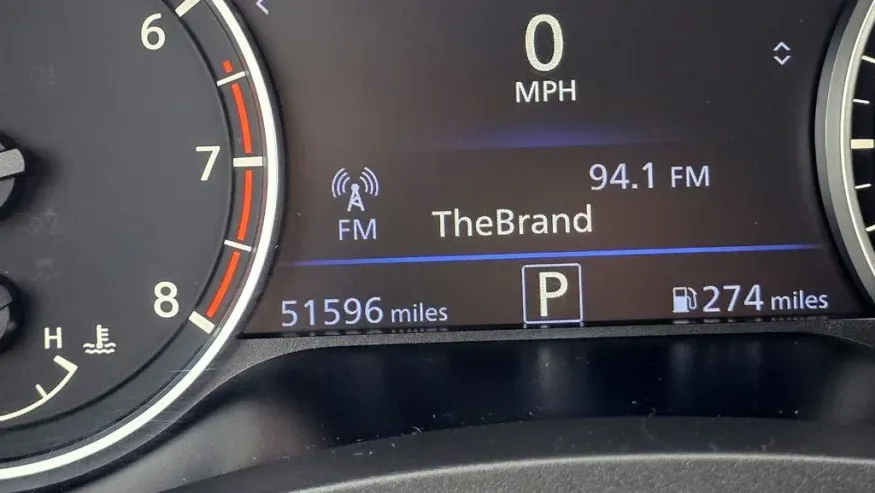 6
7
8
H
0
MPH
94.1 FM
FM
TheBrand
51596 miles
P
274 miles